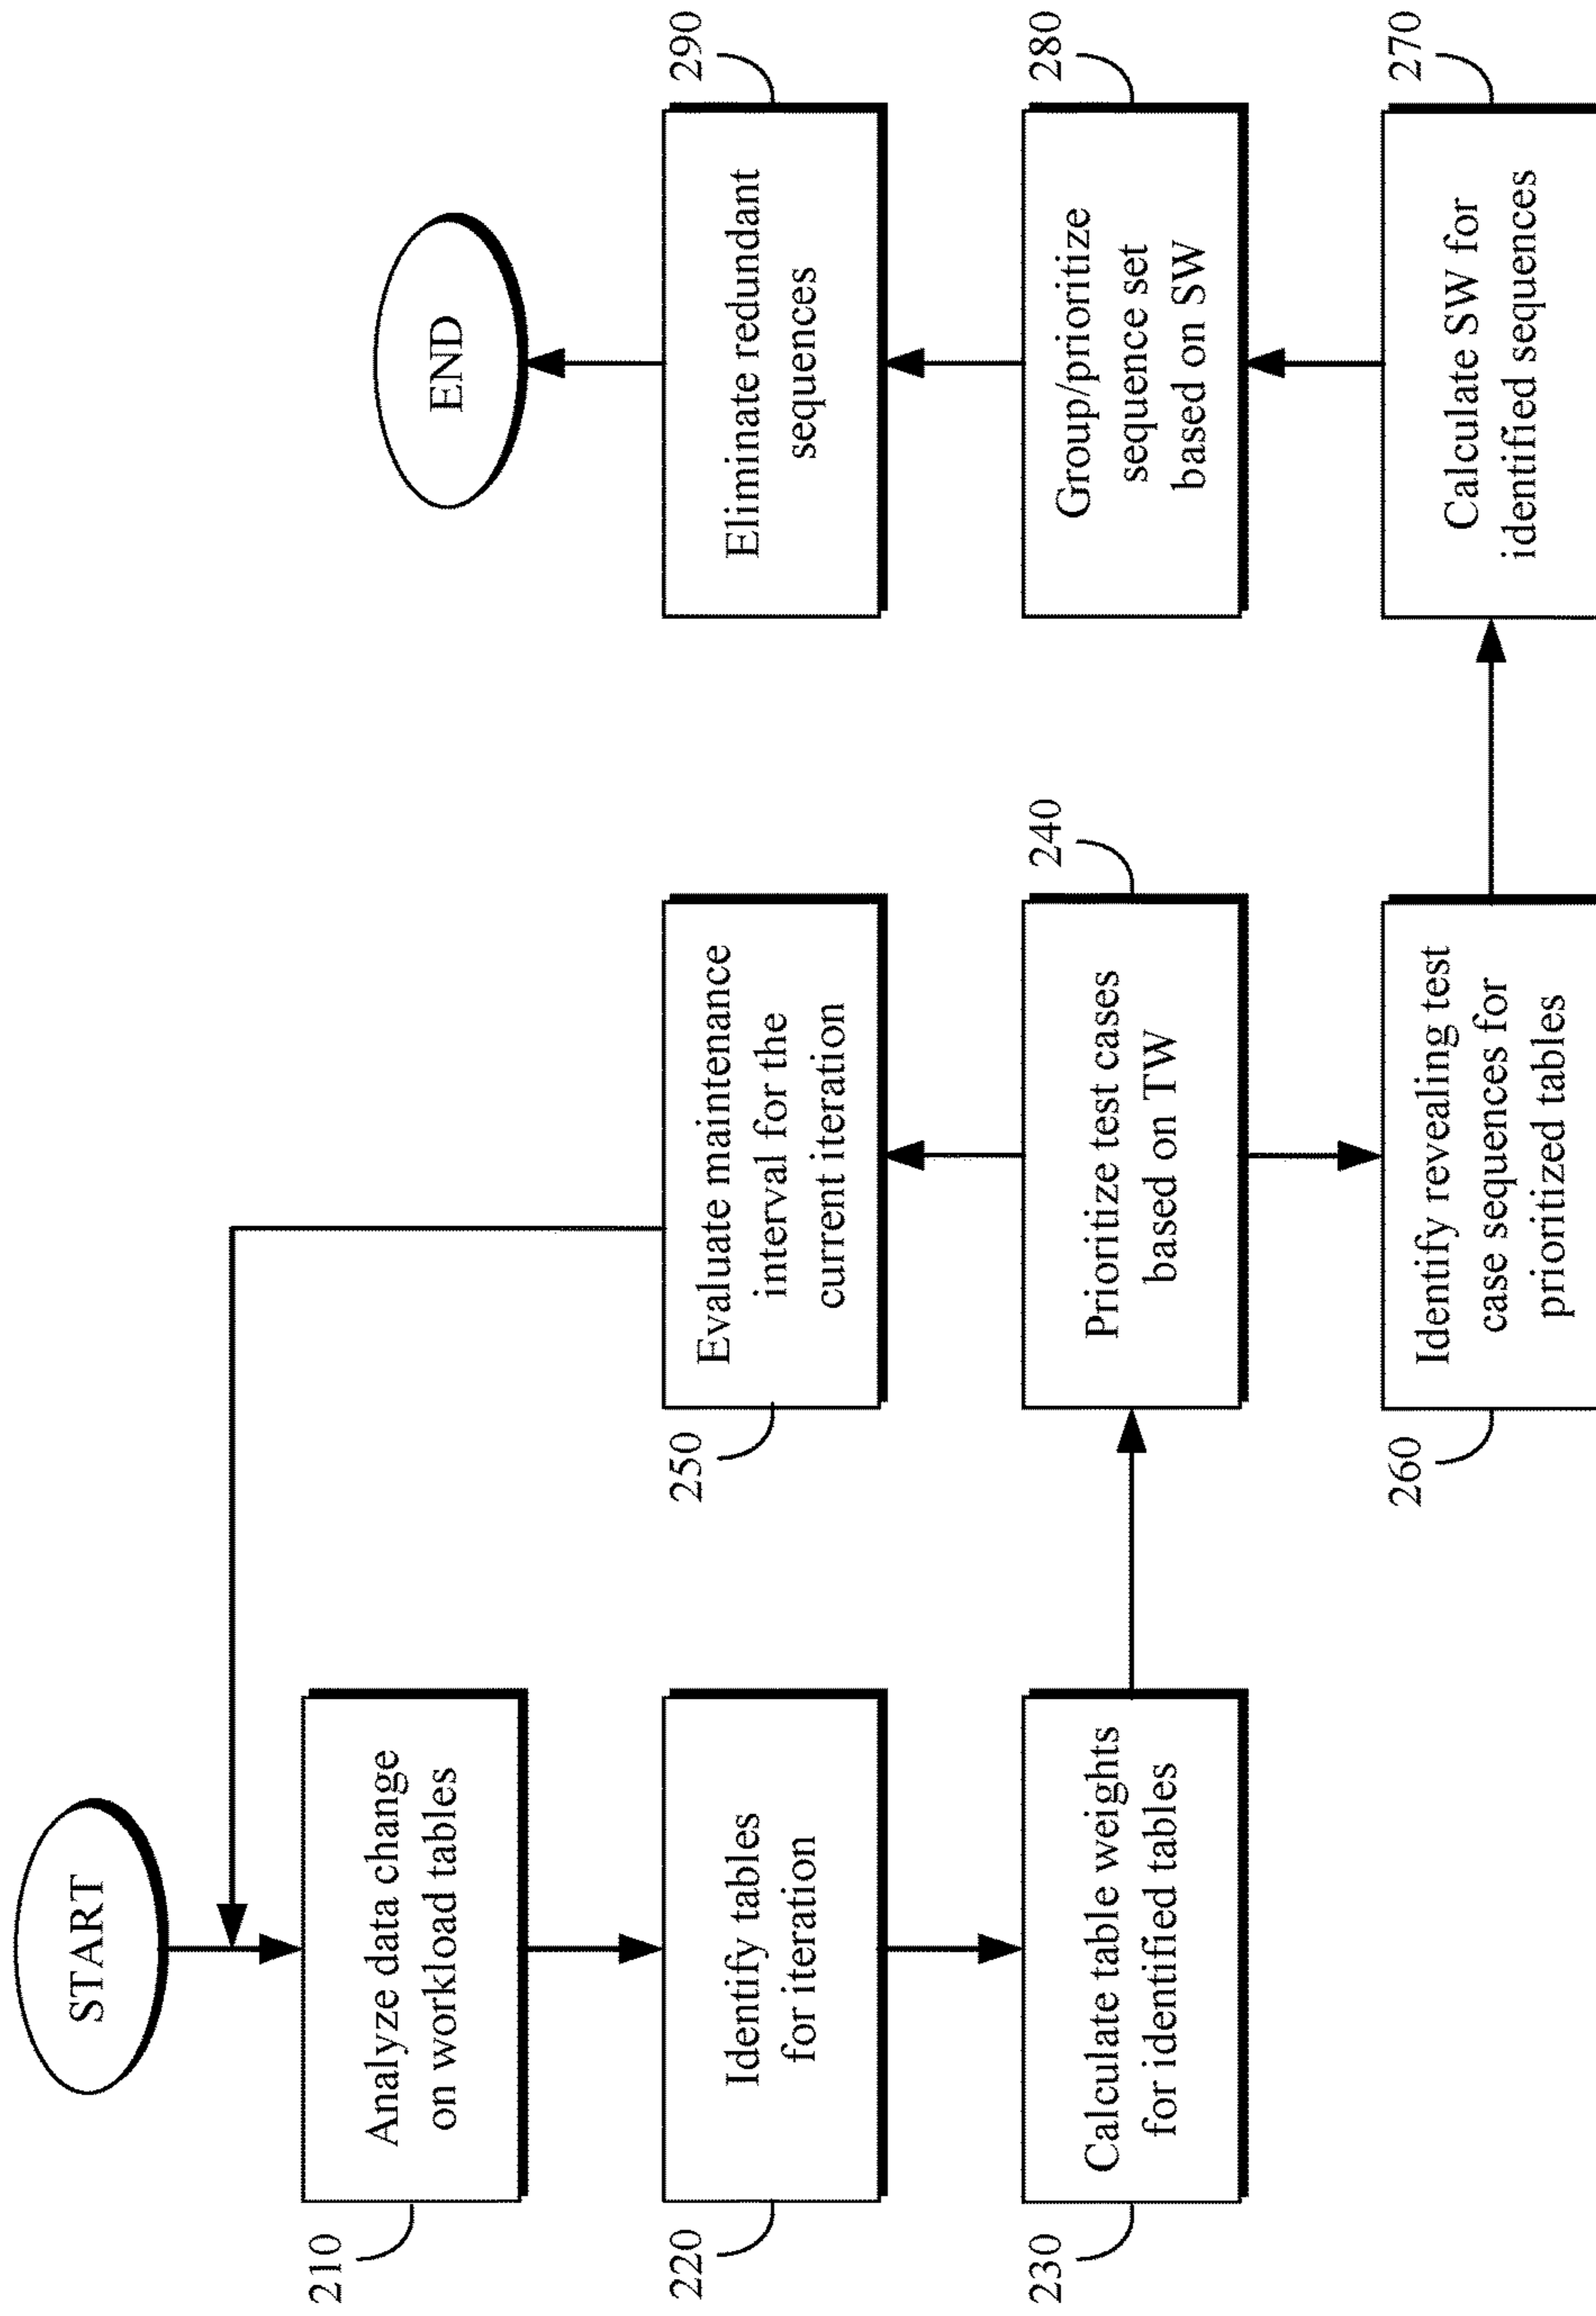 START
210
Analyze data change
on workload tables
220
Identify tables
for iteration
230
Calculate table weights
for identified tables
240
Prioritize test cases
based on TW
250
Evaluate maintenance
interval for the
current iteration
260
Identify revealing test
case sequences for
prioritized tables
270
Calculate SW for
identified sequences
280
Group/prioritize
sequence set
based on SW
290
Eliminate redundant
sequences
END